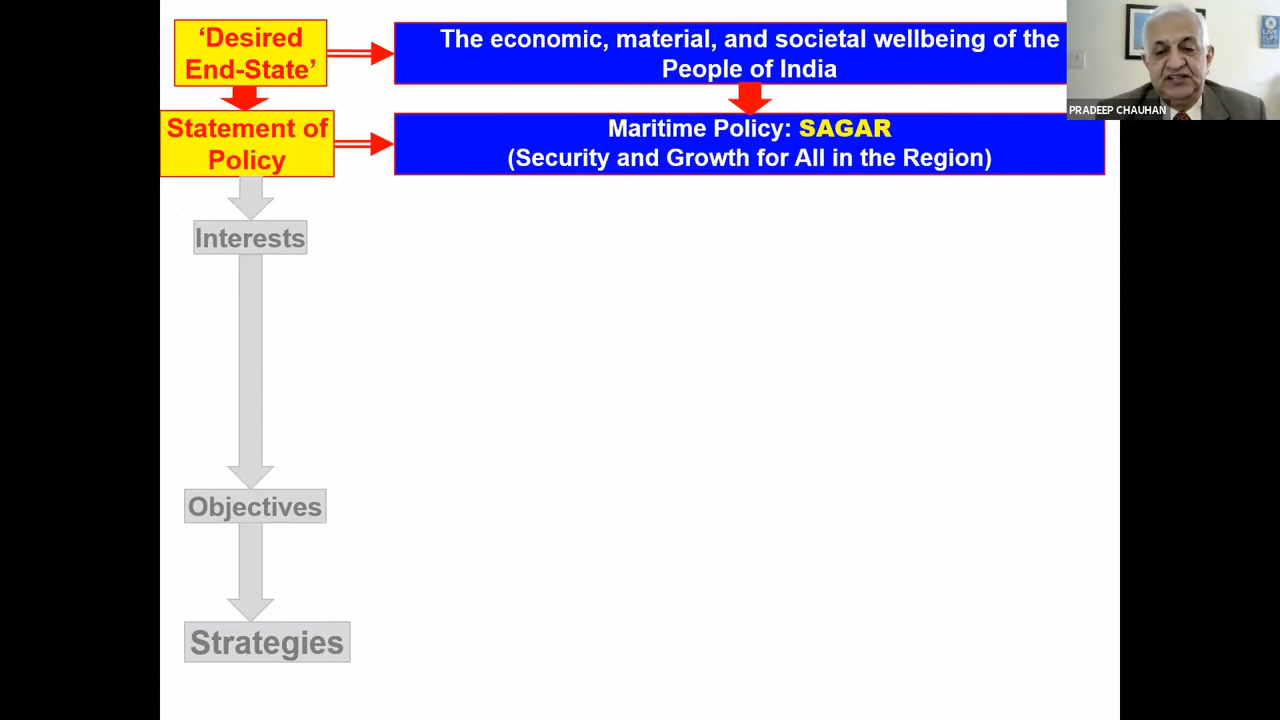 ‘Desired
End-State’
The economic, material, and societal wellbeing of the
People of India
PRADEEP CHAUHAN
Statement of
Policy
Maritime Policy: SAGAR
(Security and Growth for All in the Region)
Interests
Objectives
Strategies